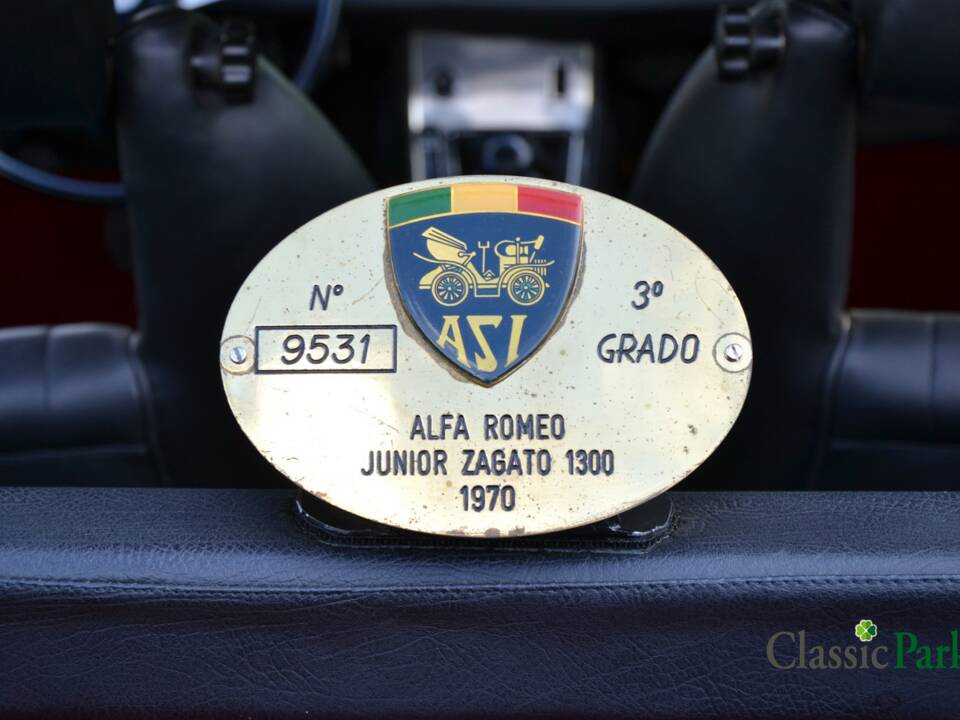 ASI
N° 3°
9531 GRADO
ALFA ROMEO
JUNIOR ZAGATO 1300
1970
Classic Park